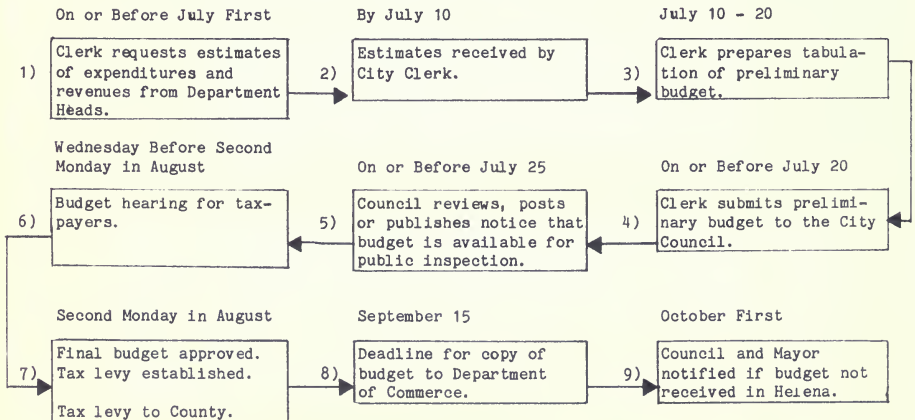 On or Before July First
By July 10
July 10 - 20
1)
Clerk requests estimates
of expenditures and
revenues from Department
Heads.
2)
Estimates received by
City Clerk.
3)
Clerk prepares tabula-
tion of preliminary
budget.
Wednesday Before Second
Monday in August
On or Before July 25
On or Before July 20
6)
Budget hearing for tax-
payers.
5)
Council reviews, posts
or publishes notice that
budget is available for
public inspection.
4)
Clerk submits prelimi-
nary budget to the City
Council.
Second Monday in August
September 15
October First
7)
Final budget approved.
Tax levy established.
Tax levy to County.
8)
Deadline for copy of
budget to Department
of Commerce.
9)
Council and Mayor
notified if budget not
received in Helena.